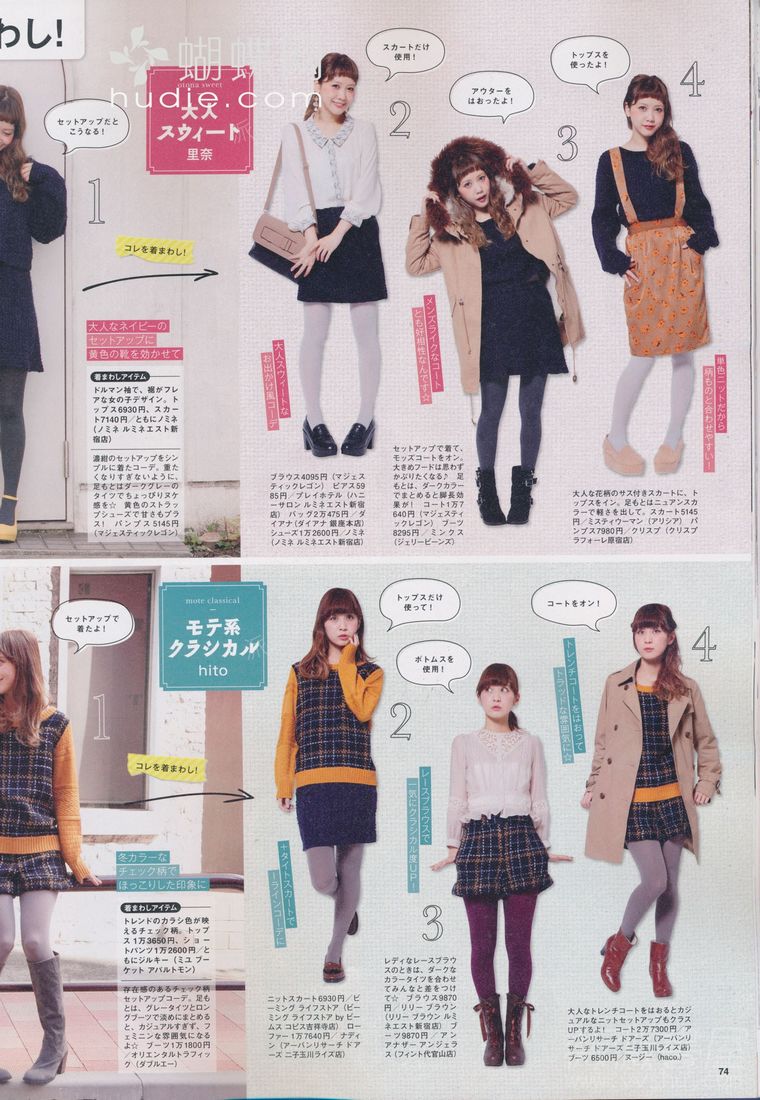 わし!
蝴蝶
hudie.com
セットアップだと
こうなる!
otona sweet
大人
スウィート
里奈
1
コレを着まわし!
大人なネイビーの
セットアップに
黄色の靴を効かせて
着まわしアイテム
ドルマン袖で、裾がフレ
アな女の子デザイン。ト
ップス6930円、スカー
ト7140円/ともにノミネ
(ノミネ ルミネエスト新
宿店)
濃紺のセットアップをシ
ンプルに着たコーデ。重た
くなりすぎないように、
足もとはダークグレーの
タイツでちょっぴりヌケ
感を☆ 黄色のストラッ
プシューズで甘さもプラ
ス! パンプス5145円
(マジェスティックレゴン)
スカートだけ
使用!
2
大人スウィートな
お出かけ風コーデ
ブラウス4095円(マジェス
ティックレゴン) ピアス59
85円/プレイホテル(ハニ
ーサロン ルミネエスト新宿
店) バッグ2万475円/ダ
イアナ(ダイアナ 銀座本店)
シューズ1万2600円/ノミ
ネ(ノミネ ルミネエスト新宿店)
アウターを
はおったよ!
3
メンズライクなコート
とも好相性なんです☆
セットアップで着て、
モッズコートをオン。
大きめフードは思わず
かぶりたくなる♪ 足
もとは、ダークカラー
でまとめると脚長効
果が! コート1万7
640円(マジェスティ
ックレゴン) ブーツ
8295円/ミンクス
(ジェリービーンズ)
トップスを
使ったよ!
4
単色ニットだから
柄ものと合わせやすい!
大きな花柄のサス付きスカートに、ト
ップスをイン。足もとはニュアンスカ
ラーで軽さを出して。スカート5145
円/ミスティウーマン(アリシア) パ
ンプス7980円/クリスプ(クリスプ
ラフォーレ原宿店)
セットアップで
着たよ!
mote classical
モテ系
クラシカル
hito
1
コレを着まわし!
冬カラーな
チェック柄で
ほっこりした印象に
着まわしアイテム
トレンドのカラシ色が映
えるチェック柄。トップ
ス1万3650円、ショー
トパンツ1万2600円/
ともにジルキー(ミユ ブ
ーケット アパルトモン)
存在感のあるチェック柄
セットアップコーデ。足も
とは、グレータイツとロン
グブーツで淡めにまとめる
と、カジュアルすぎず、フ
ェミニンな雰囲気になる
よ☆ ブーツ1万1800円
/オリエンタルトラフィッ
ク(ダブルエー)
トップスだけ
使って!
2
+タイトスカートで
Iラインコーデに
ニットスカート6930円/ビ
ーミング ライフストア(ビーミ
ング ライフストア by ビー
ムス コピス吉祥寺店) ロー
ファー1万7640円/ナディ
ン(アーバンリサーチ ドア
ーズ 二子玉川ライズ店)
ボトムスを
使用!
3
レースブラウスで
一気にクラシカル度UP!
レディなレースブラウ
スのときは、ダークな
カラータイツを合わせ
てみんなと差をつけ
て☆ ブラウス9870
円/リリー ブラウン
(リリー ブラウン ルミ
ネエスト新宿店) ブ
ーツ9870円/アン
アナザー アンジェラ
ス(フィント代官山店)
コートをオン!
4
トレンチコートをはおって
トラッドな雰囲気に☆
大人なトレンチコートをはおるとカジ
ュアルなニットセットアップもクラス
UPするよ! コート2万7300円/ア
ーバンリサーチ ドアーズ(アーバンリ
サーチ ドアーズ 二子玉川ライズ店)
ブーツ6500円/ヌージー(haco.)
74